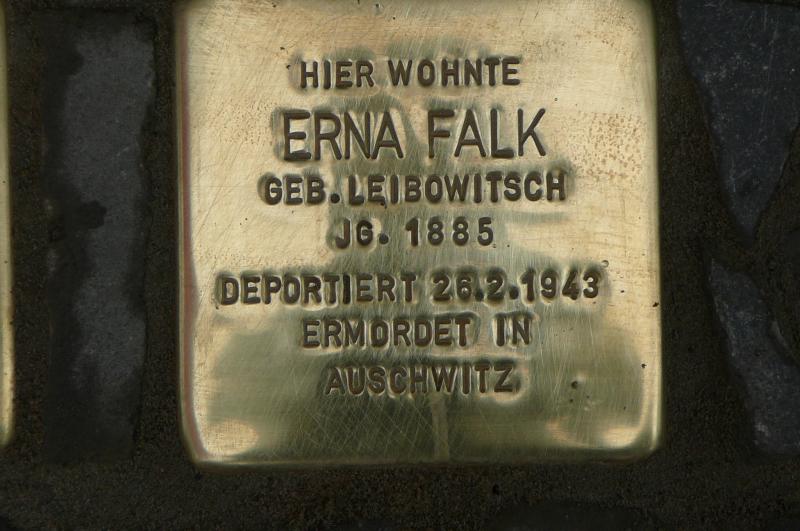 HIER WOHNTE
ERNA FALK
GEB. LEIBOWITSCH
JG. 1885
DEPORTIERT 26.2.1943
ERMORDET IN
AUSCHWITZ